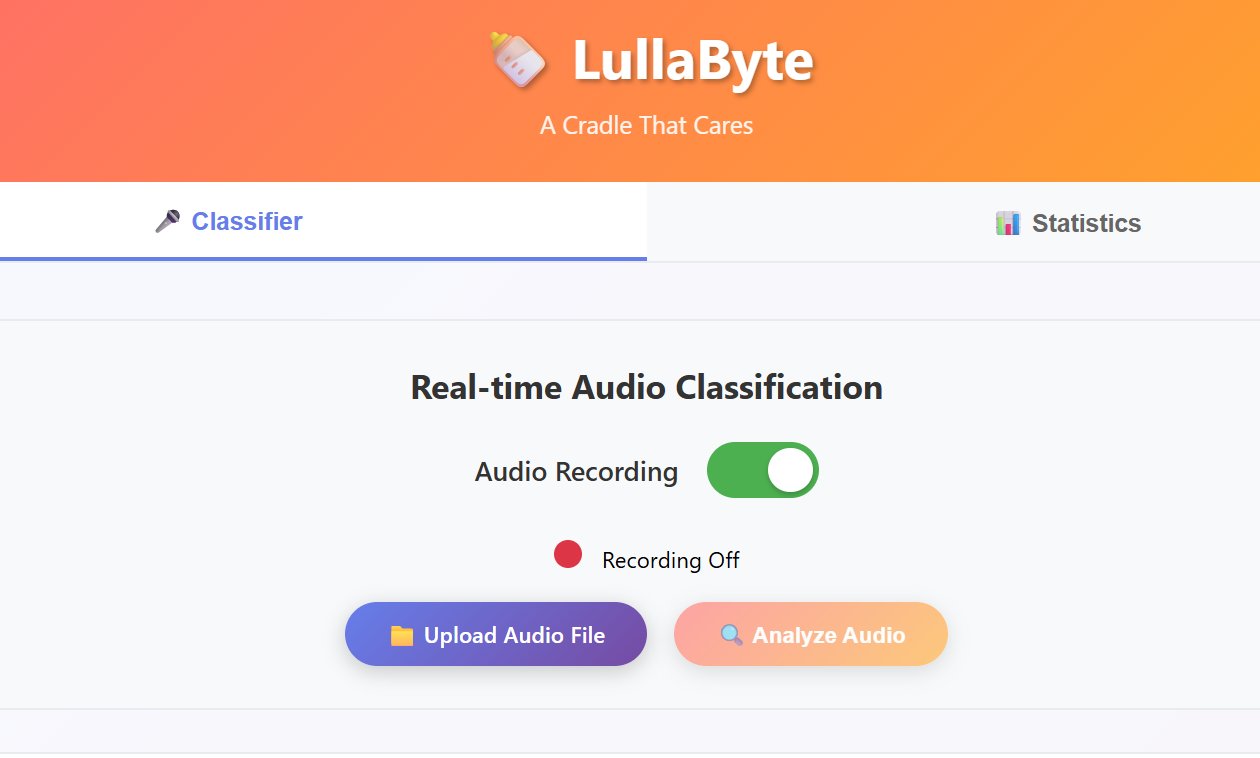 LullaByte
A Cradle That Cares
Classifier
Statistics
Real-time Audio Classification
Audio Recording
Recording Off
Upload Audio File
Analyze Audio